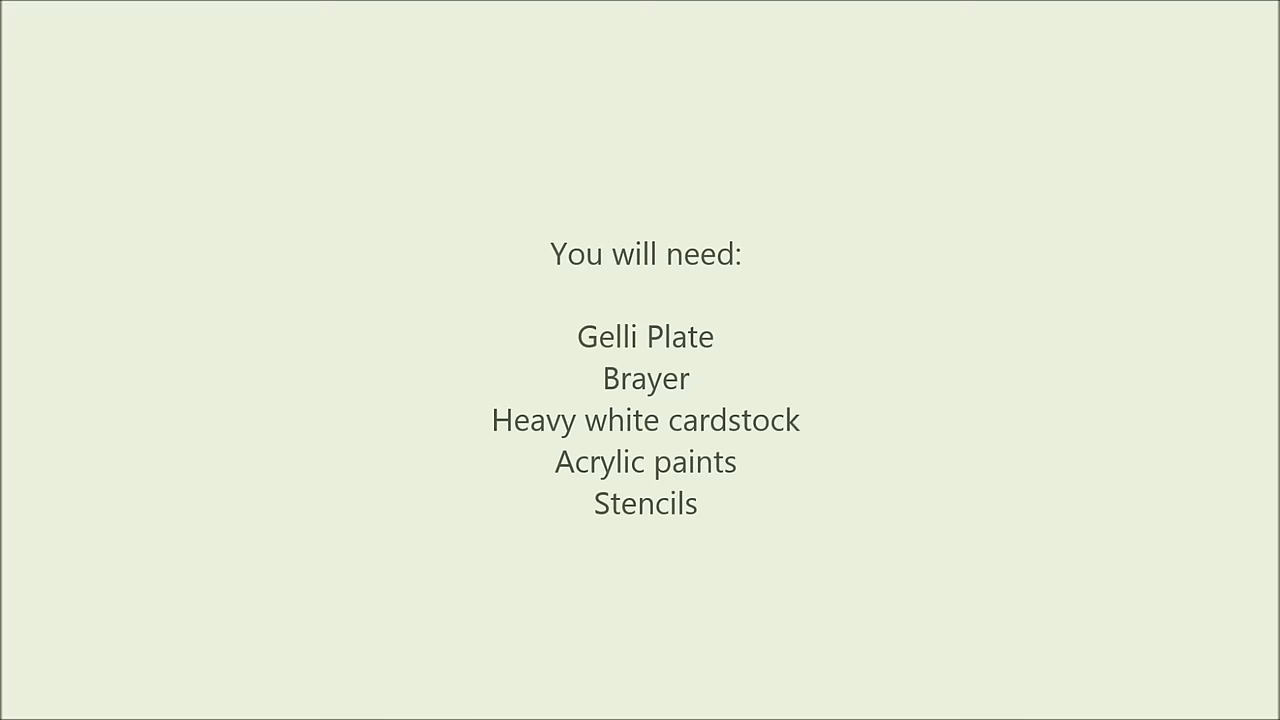 You will need:
Gelli Plate
Brayer
Heavy white cardstock
Acrylic paints
Stencils